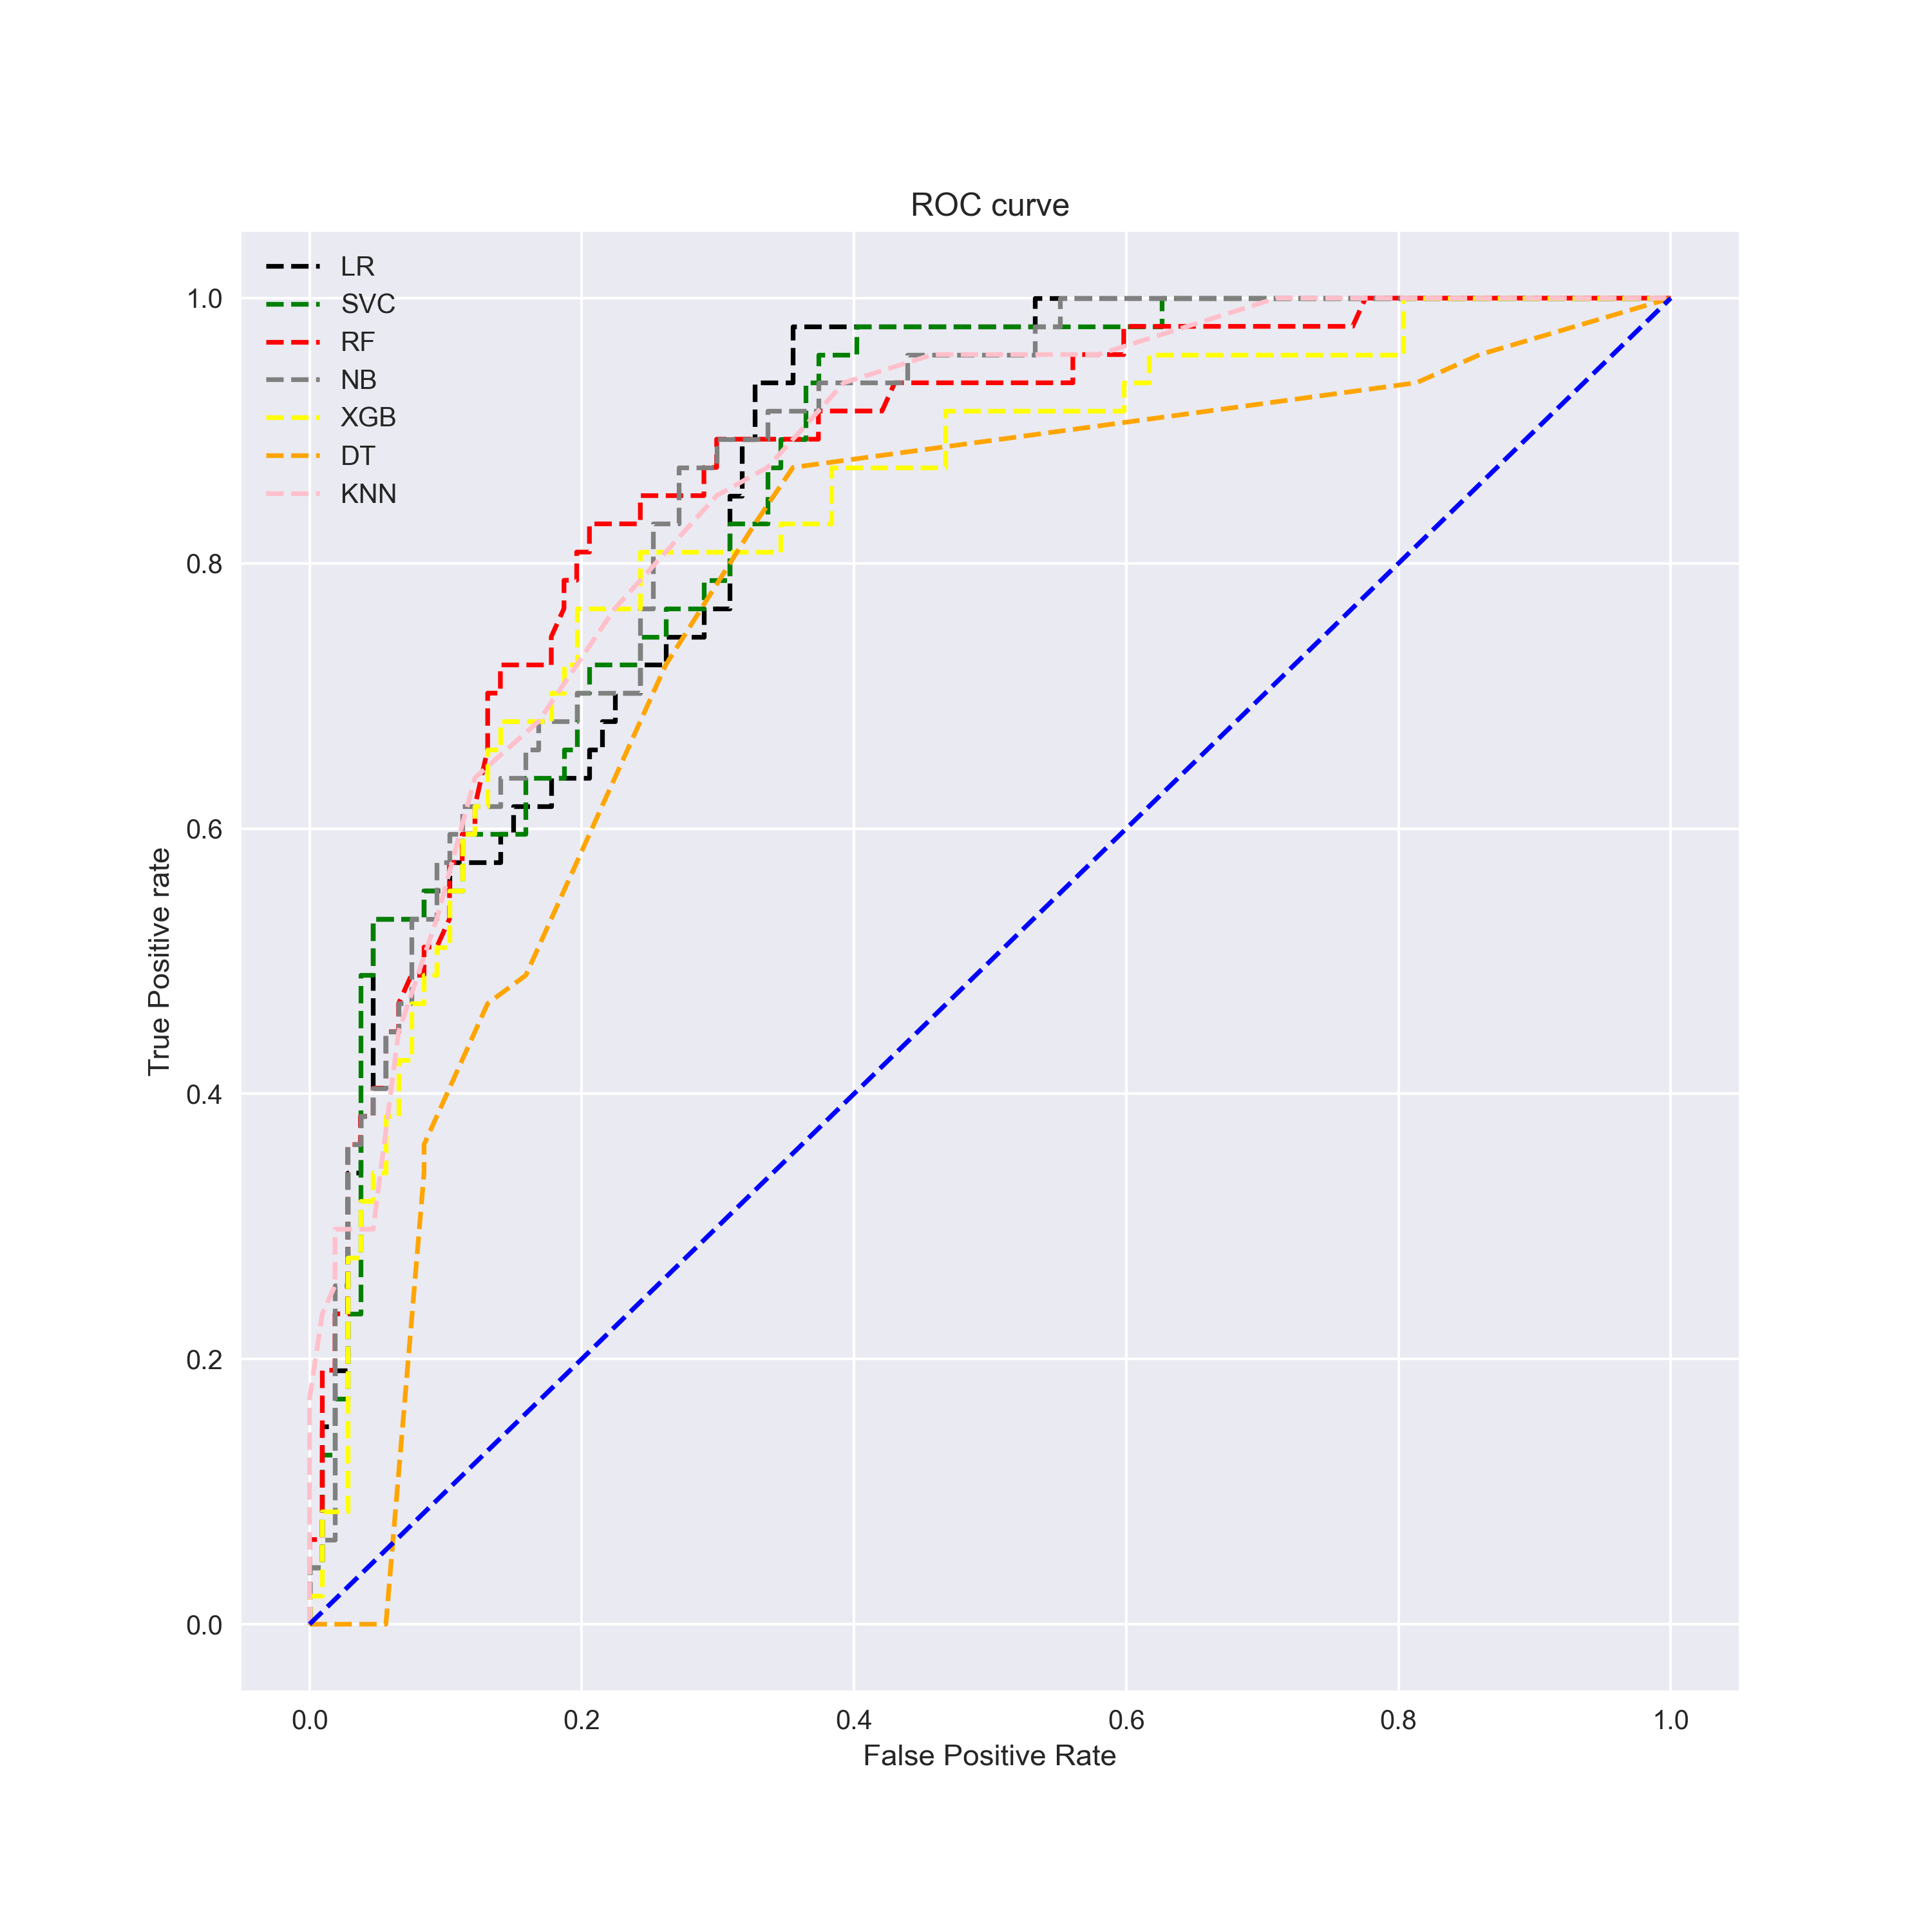 ROC curve
LR
SVC
RF
NB
XGB
DT
KNN
1.0
0.8
0.6
0.4
0.2
0.0
True Positive rate
0.0 0.2 0.4 0.6 0.8 1.0
False Positive Rate